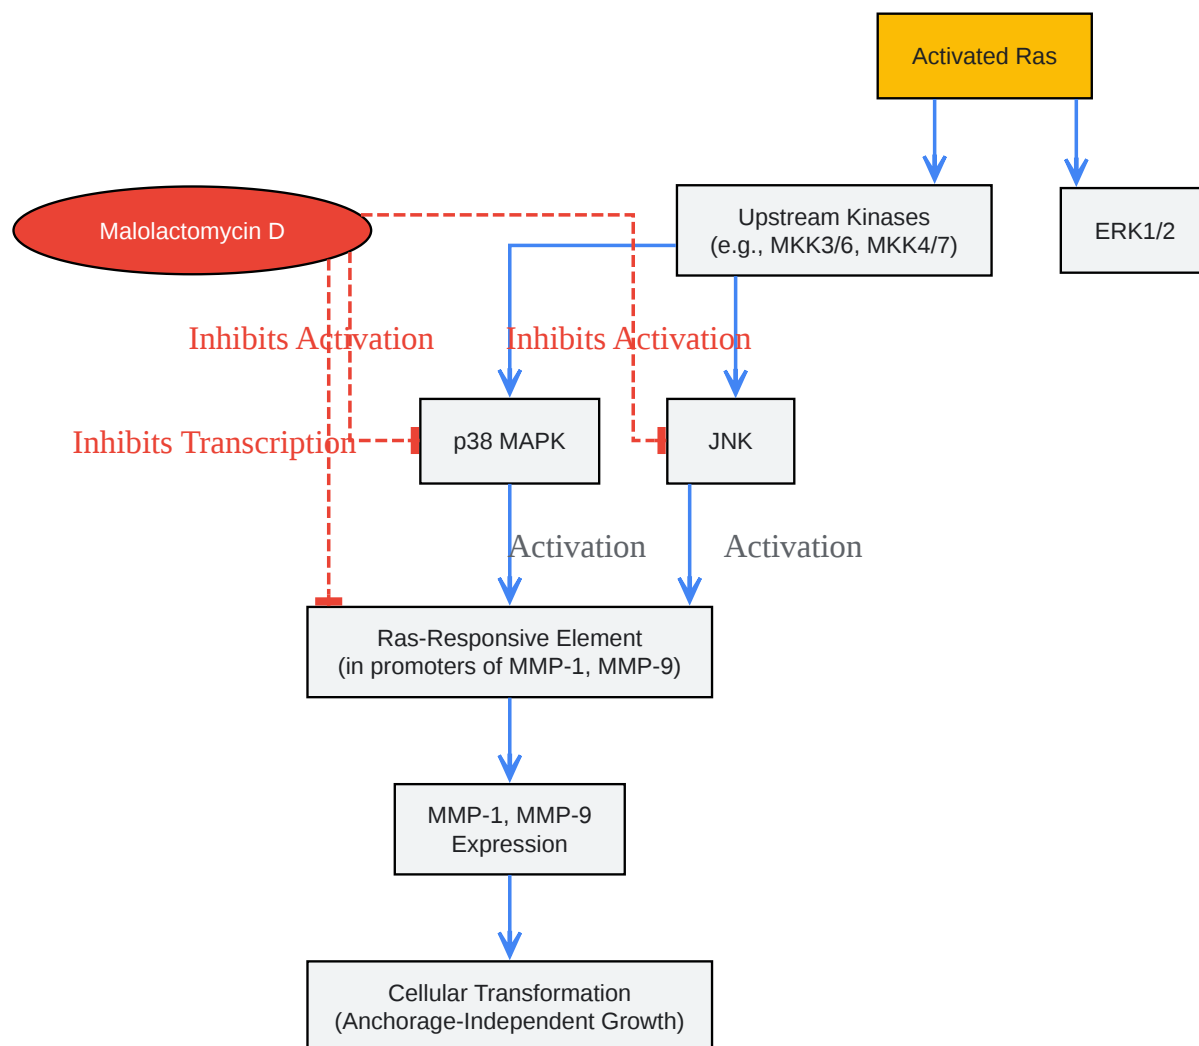 Activated Ras
Malolactomycin D
Upstream Kinases
(e.g., MKK3/6, MKK4/7)
ERK1/2
Inhibits Activation
Inhibits Activation
Inhibits Transcription
p38 MAPK
JNK
Activation
Activation
Ras-Responsive Element
(in promoters of MMP-1, MMP-9)
MMP-1, MMP-9
Expression
Cellular Transformation
(Anchorage-Independent Growth)